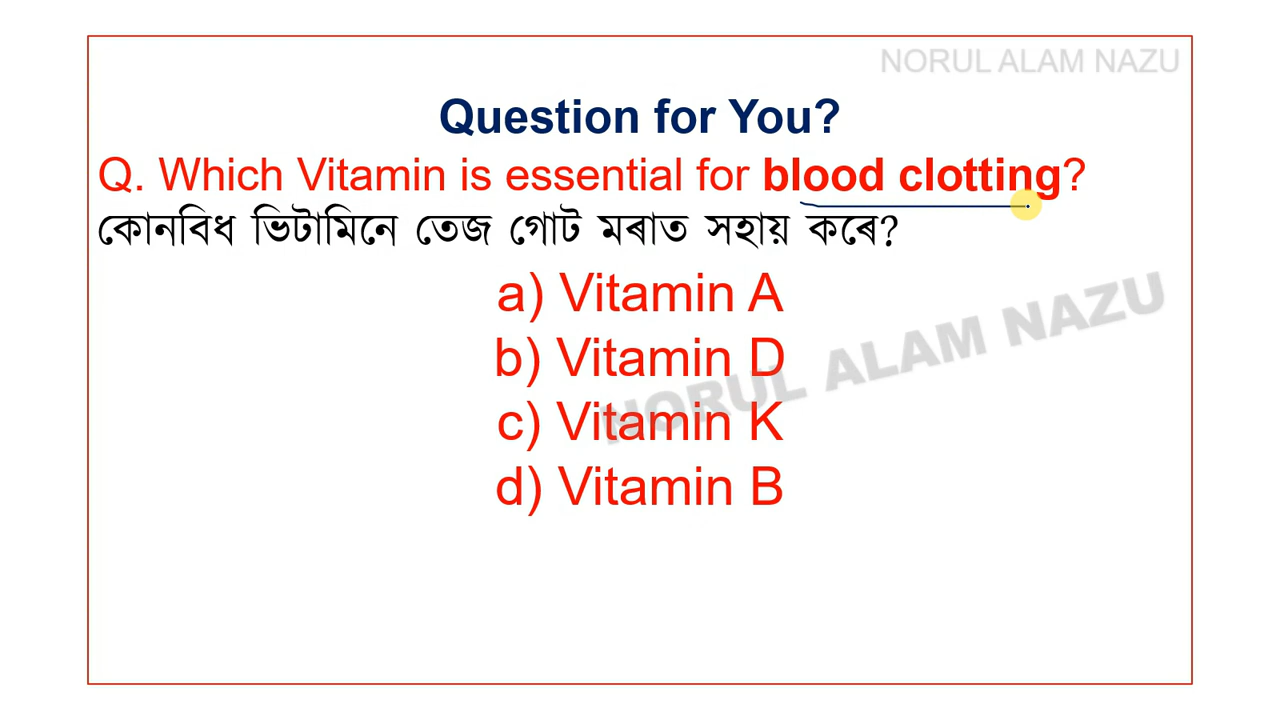 NORUL ALAM NAZU
Question for You?
Q. Which Vitamin is essential for blood clotting?
কোনবিধ ভিটামিনে তেজ গোট মৰাত সহায় কৰে?
a) Vitamin A
b) Vitamin D
c) Vitamin K
d) Vitamin B
NORUL ALAM NAZU